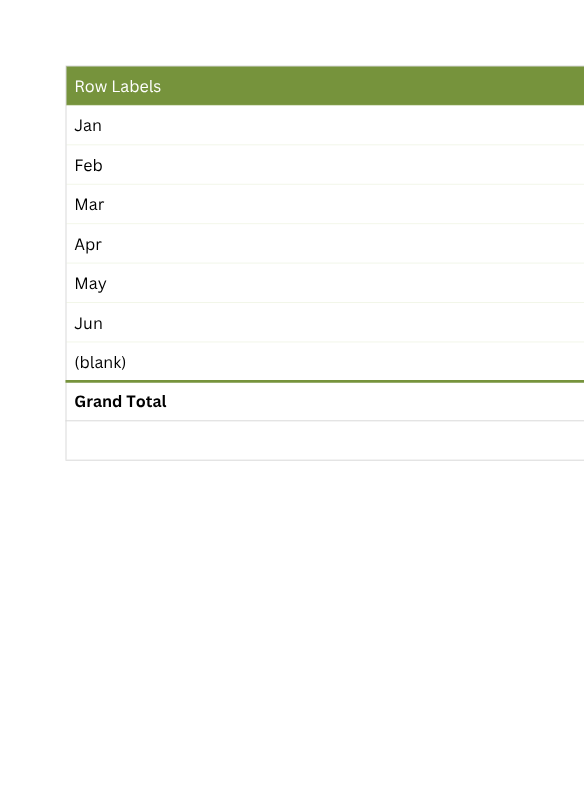 Row Labels
Jan
Feb
Mar
Apr
May
Jun
(blank)
Grand Total